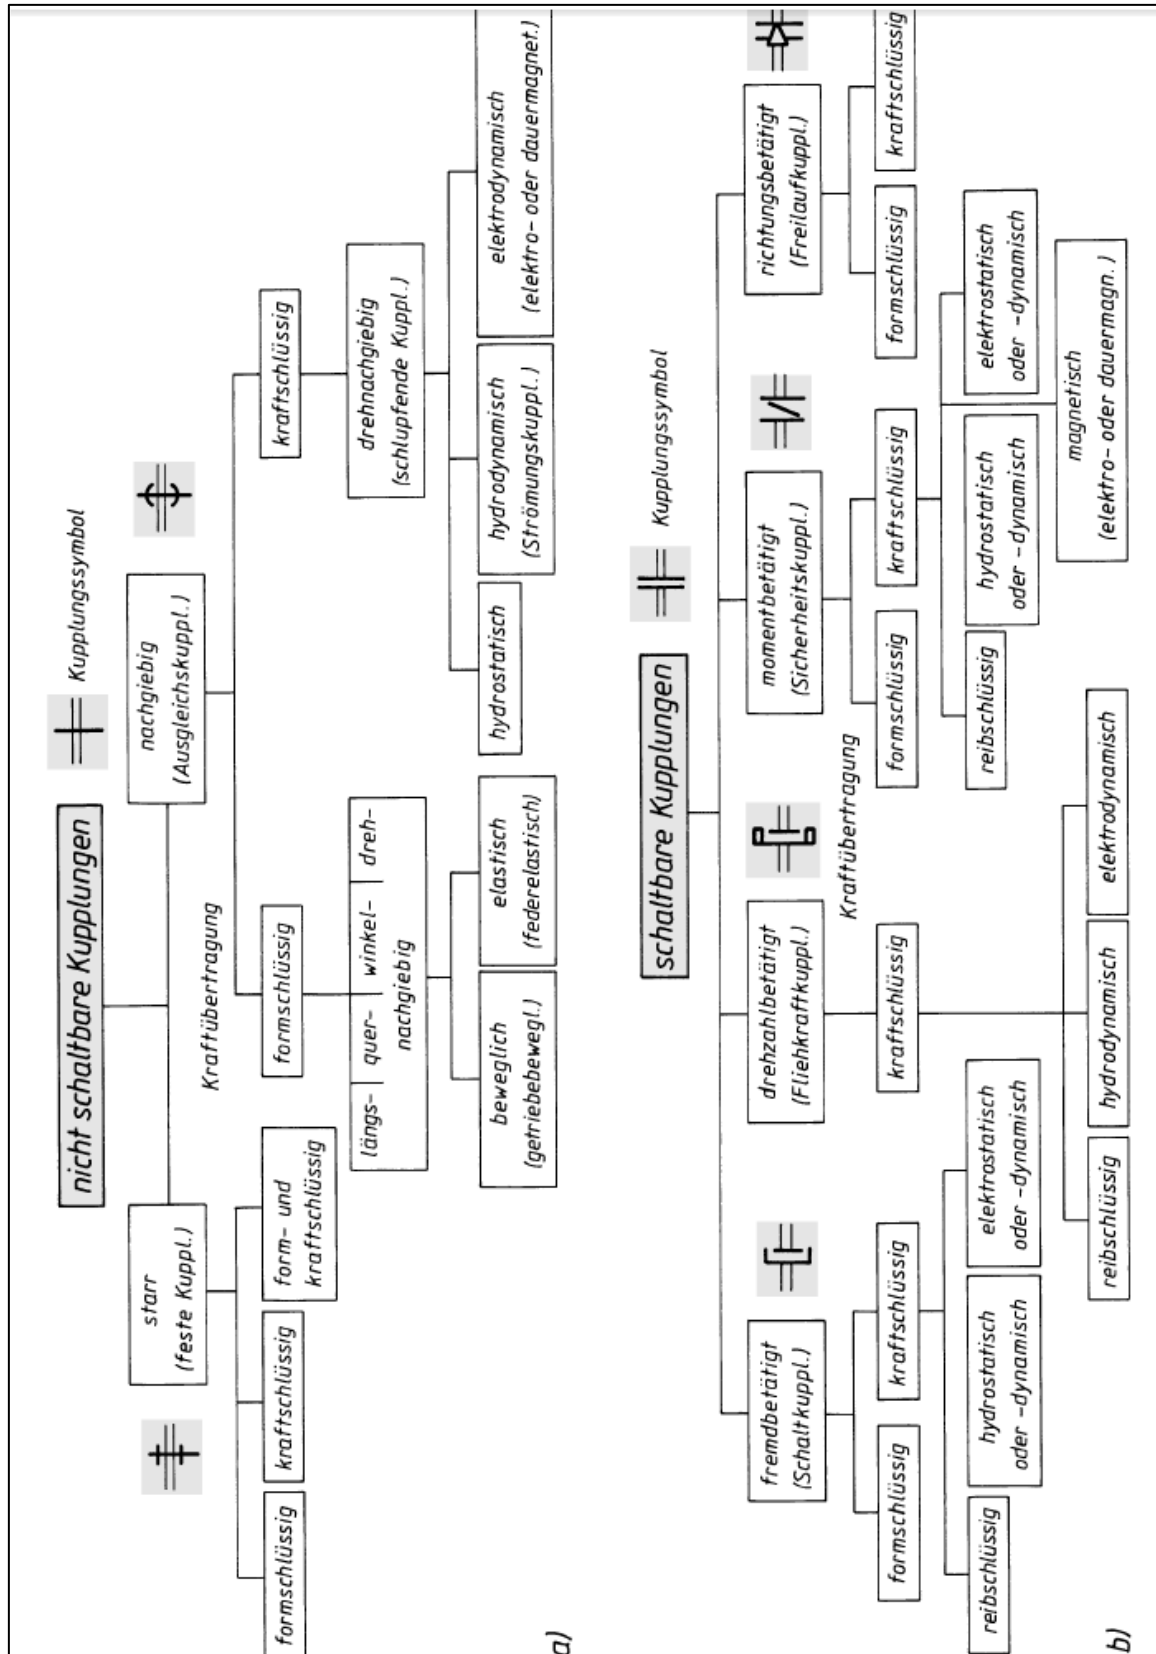 nicht schaltbare Kupplungen
Kupplungssymbol
starr
(feste Kuppl.)
nachgiebig
(Ausgleichskuppl.)
Kraftübertragung
formschlüssig
kraftschlüssig
form- und
kraftschlüssig
formschlüssig
kraftschlüssig
längs- quer- winkel- dreh-
nachgiebig
drehnachgiebig
(schlupfende Kuppl.)
beweglich
(getriebebewegl.)
elastisch
(federelastisch)
hydrostatisch
hydrodynamisch
(Strömungskuppl.)
elektrodynamisch
(elektro- oder dauermagnet.)
a)
schaltbare Kupplungen
Kupplungssymbol
fremdbetätigt
(Schaltkuppl.)
drehzahlbetätigt
(Fliehkraftkuppl.)
momentbetätigt
(Sicherheitskuppl.)
richtungsbetätigt
(Freilaufkuppl.)
Kraftübertragung
formschlüssig
kraftschlüssig
kraftschlüssig
formschlüssig
kraftschlüssig
formschlüssig
kraftschlüssig
reibschlüssig
hydrostatisch
oder -dynamisch
elektrostatisch
oder -dynamisch
reibschlüssig
hydrostatisch
oder -dynamisch
elektrostatisch
oder -dynamisch
reibschlüssig
hydrodynamisch
elektrodynamisch
magnetisch
(elektro- oder dauermagn.)
b)